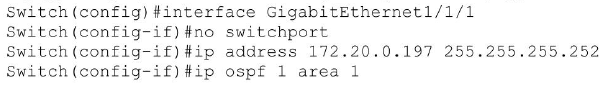 Switch(config)#interface GigabitEthernet1/1/1
Switch(config-if)#no switchport
Switch(config-if)#ip address 172.20.0.197 255.255.255.252
Switch(config-if)#ip ospf 1 area 1